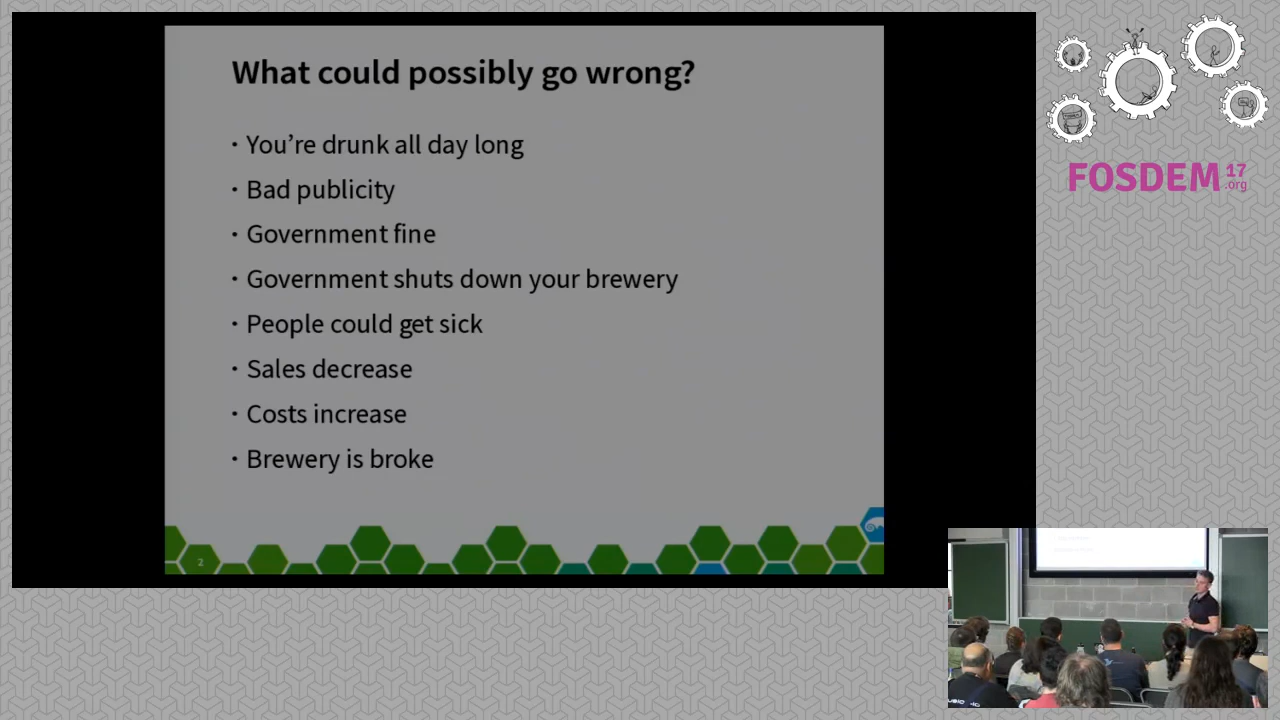 What could possibly go wrong?
• You’re drunk all day long
• Bad publicity
• Government fine
• Government shuts down your brewery
• People could get sick
• Sales decrease
• Costs increase
• Brewery is broke
2
FOSDEM 17
.org